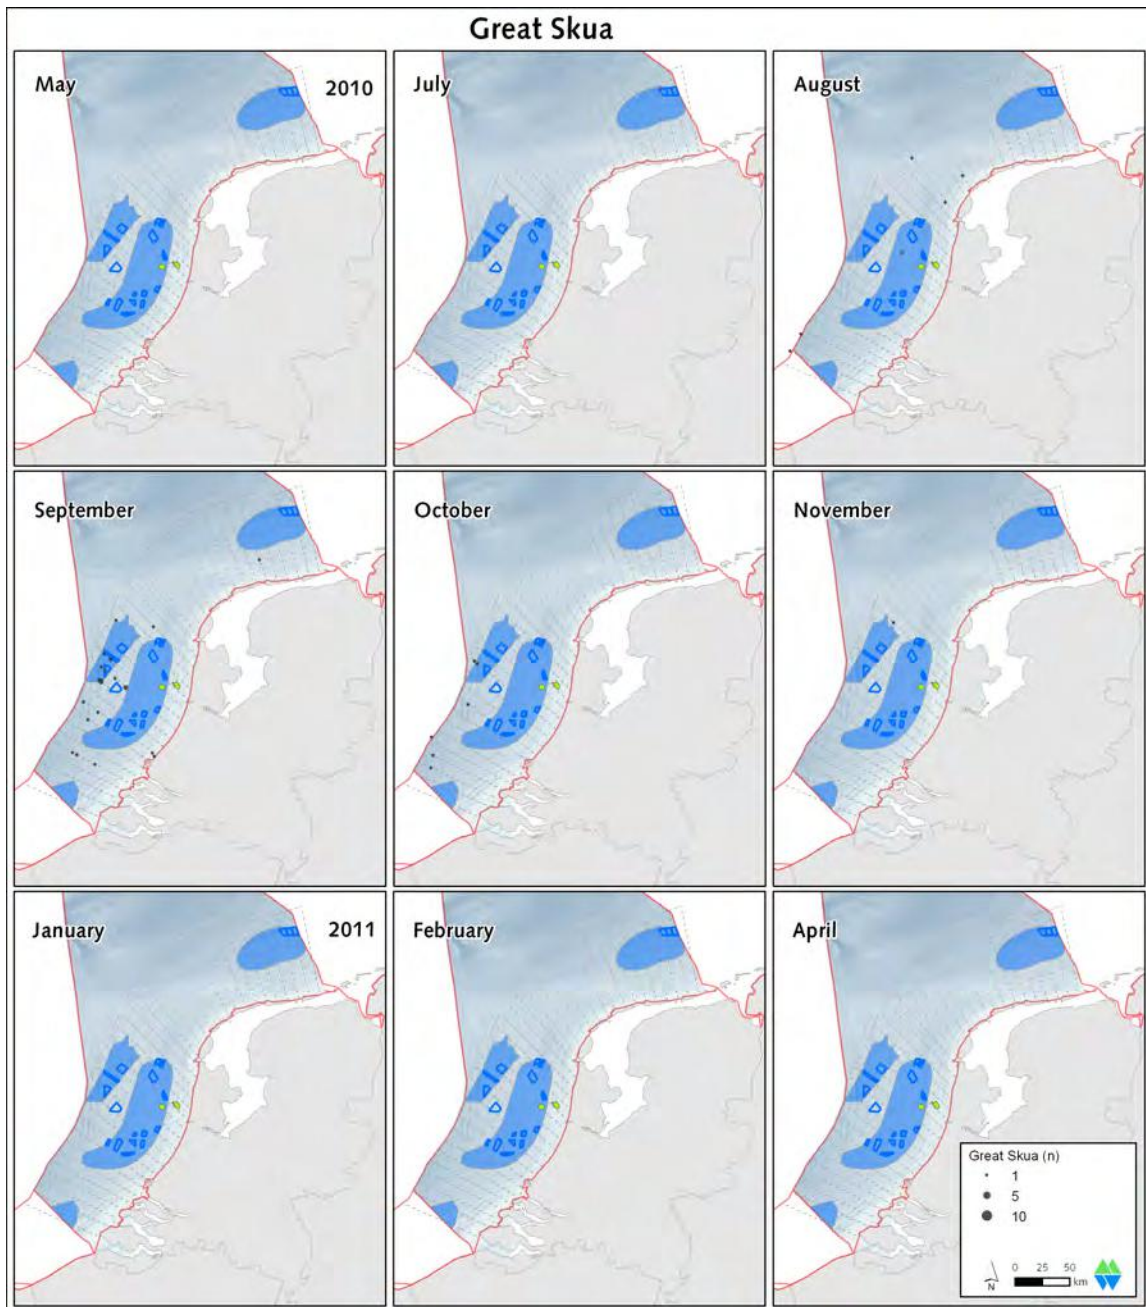 Great Skua
May 2010
July
August
September
October
November
January 2011
February
April
Great Skua (n)
1
5
10
0 25 50
km
N